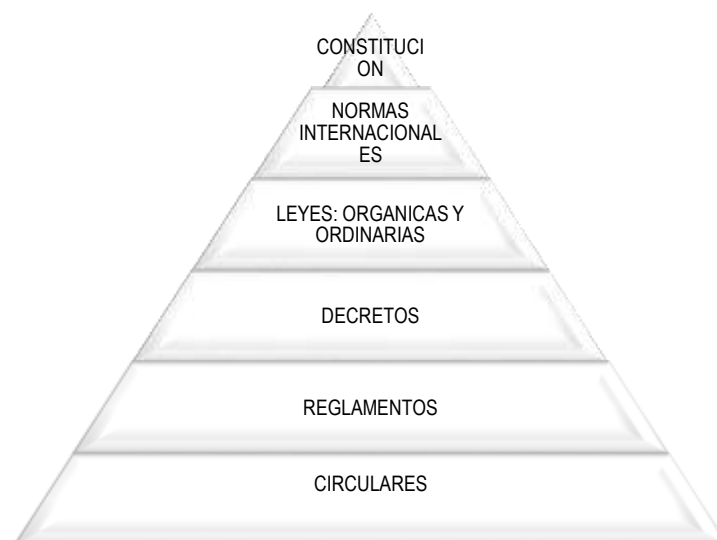 CONSTITUCI
ON
NORMAS
INTERNACIONAL
ES
LEYES: ORGANICAS Y
ORDINARIAS
DECRETOS
REGLAMENTOS
CIRCULARES